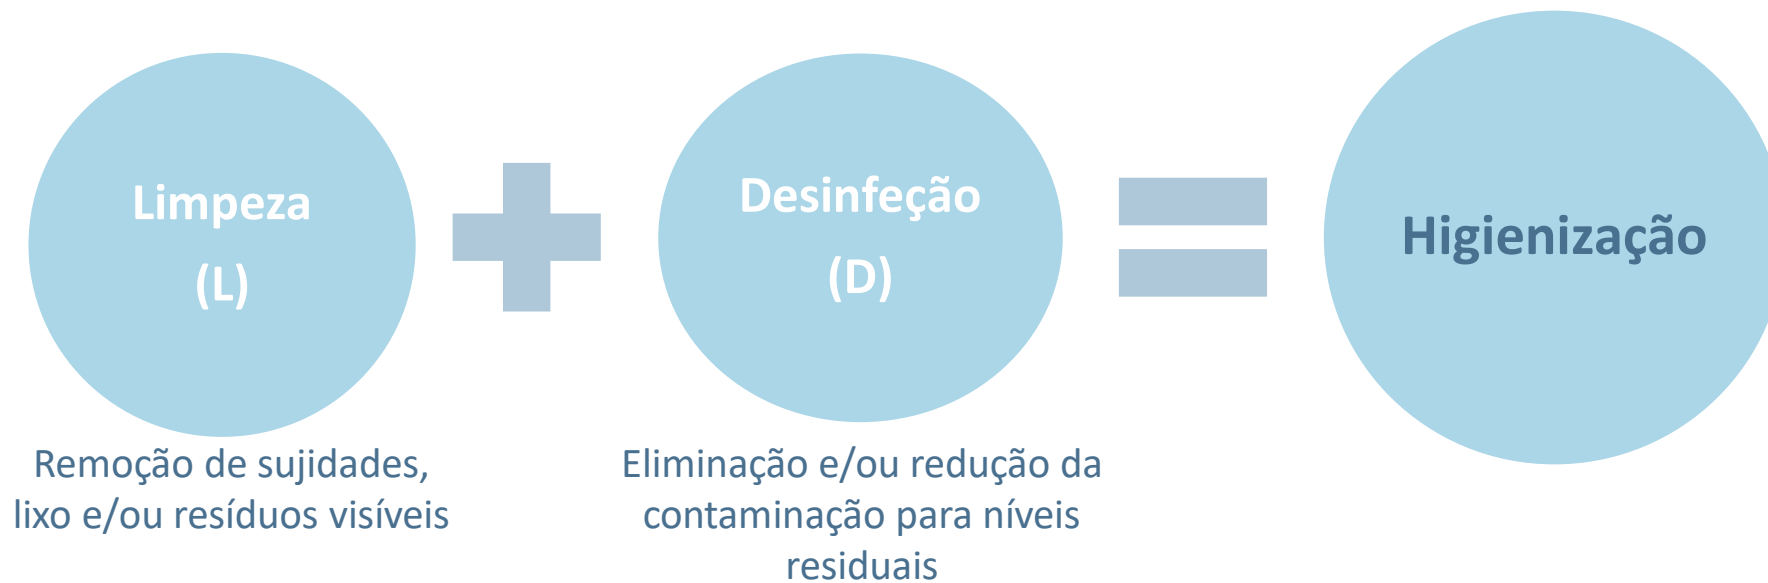 Limpeza
(L)
Remoção de sujidades,
lixo e/ou resíduos visíveis
Desinfeção
(D)
Eliminação e/ou redução da
contaminação para níveis
residuais
Higienização